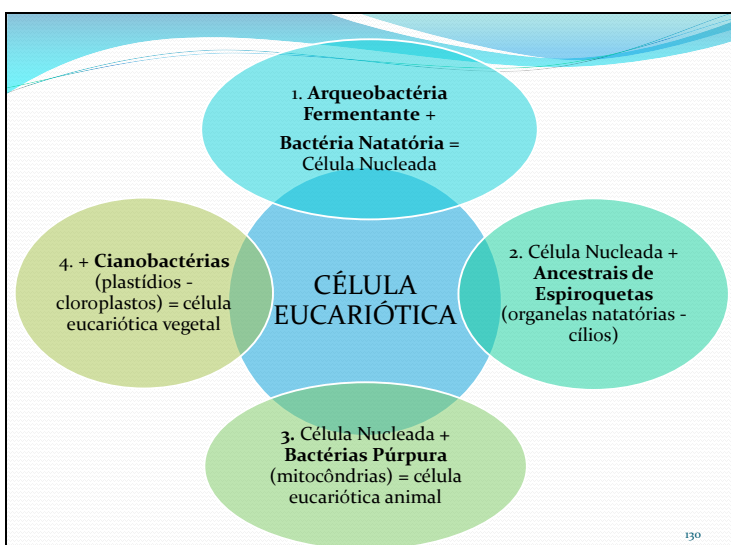 1. Arqueobactéria
Fermentante +
Bactéria Natatória =
Célula Nucleada
2. Célula Nucleada +
Ancestrais de
Espiroquetas
(organelas natatórias -
cílios)
3. Célula Nucleada +
Bactérias Púrpura
(mitocôndrias) = célula
eucariótica animal
4. + Cianobactérias
(plastídios -
cloroplastos) = célula
eucariótica vegetal
CÉLULA
EUCARIÓTICA
130